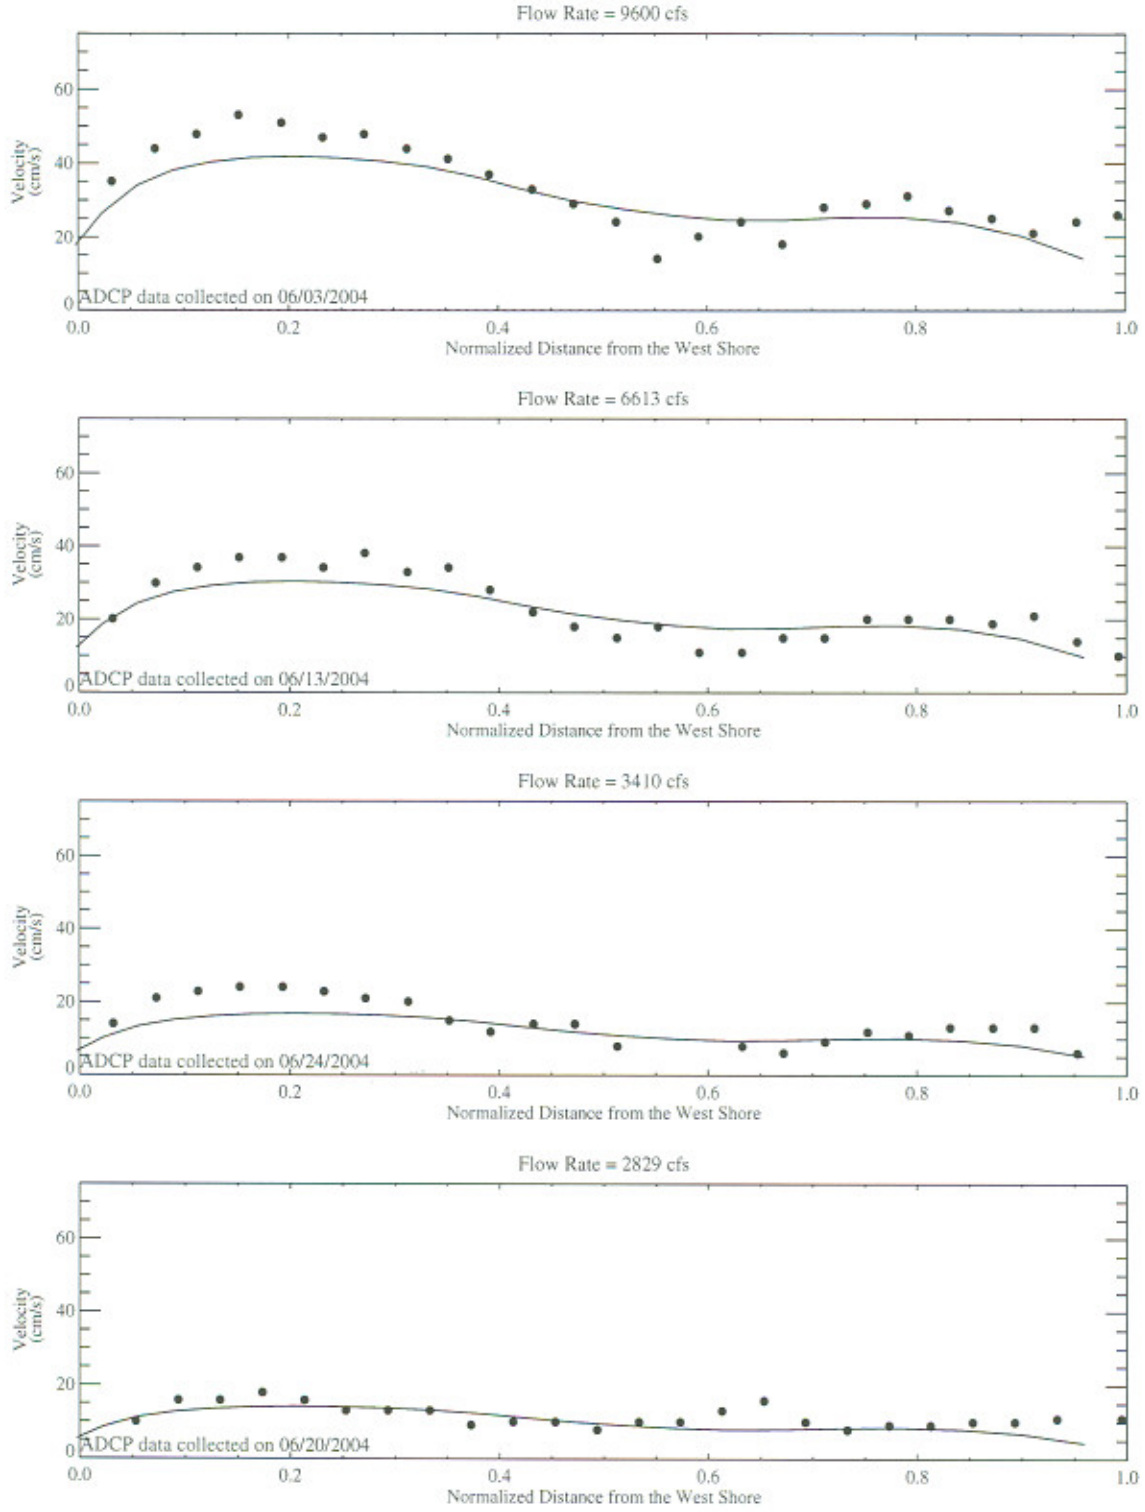 Flow Rate = 9600 cfs
60
40
20
0
Velocity
(cm/s)
ADCP data collected on 06/03/2004
0.0 0.2 0.4 0.6 0.8 1.0
Normalized Distance from the West Shore
Flow Rate = 6613 cfs
60
40
20
0
Velocity
(cm/s)
ADCP data collected on 06/13/2004
0.0 0.2 0.4 0.6 0.8 1.0
Normalized Distance from the West Shore
Flow Rate = 3410 cfs
60
40
20
0
Velocity
(cm/s)
ADCP data collected on 06/24/2004
0.0 0.2 0.4 0.6 0.8 1.0
Normalized Distance from the West Shore
Flow Rate = 2829 cfs
60
40
20
0
Velocity
(cm/s)
ADCP data collected on 06/20/2004
0.0 0.2 0.4 0.6 0.8 1.0
Normalized Distance from the West Shore